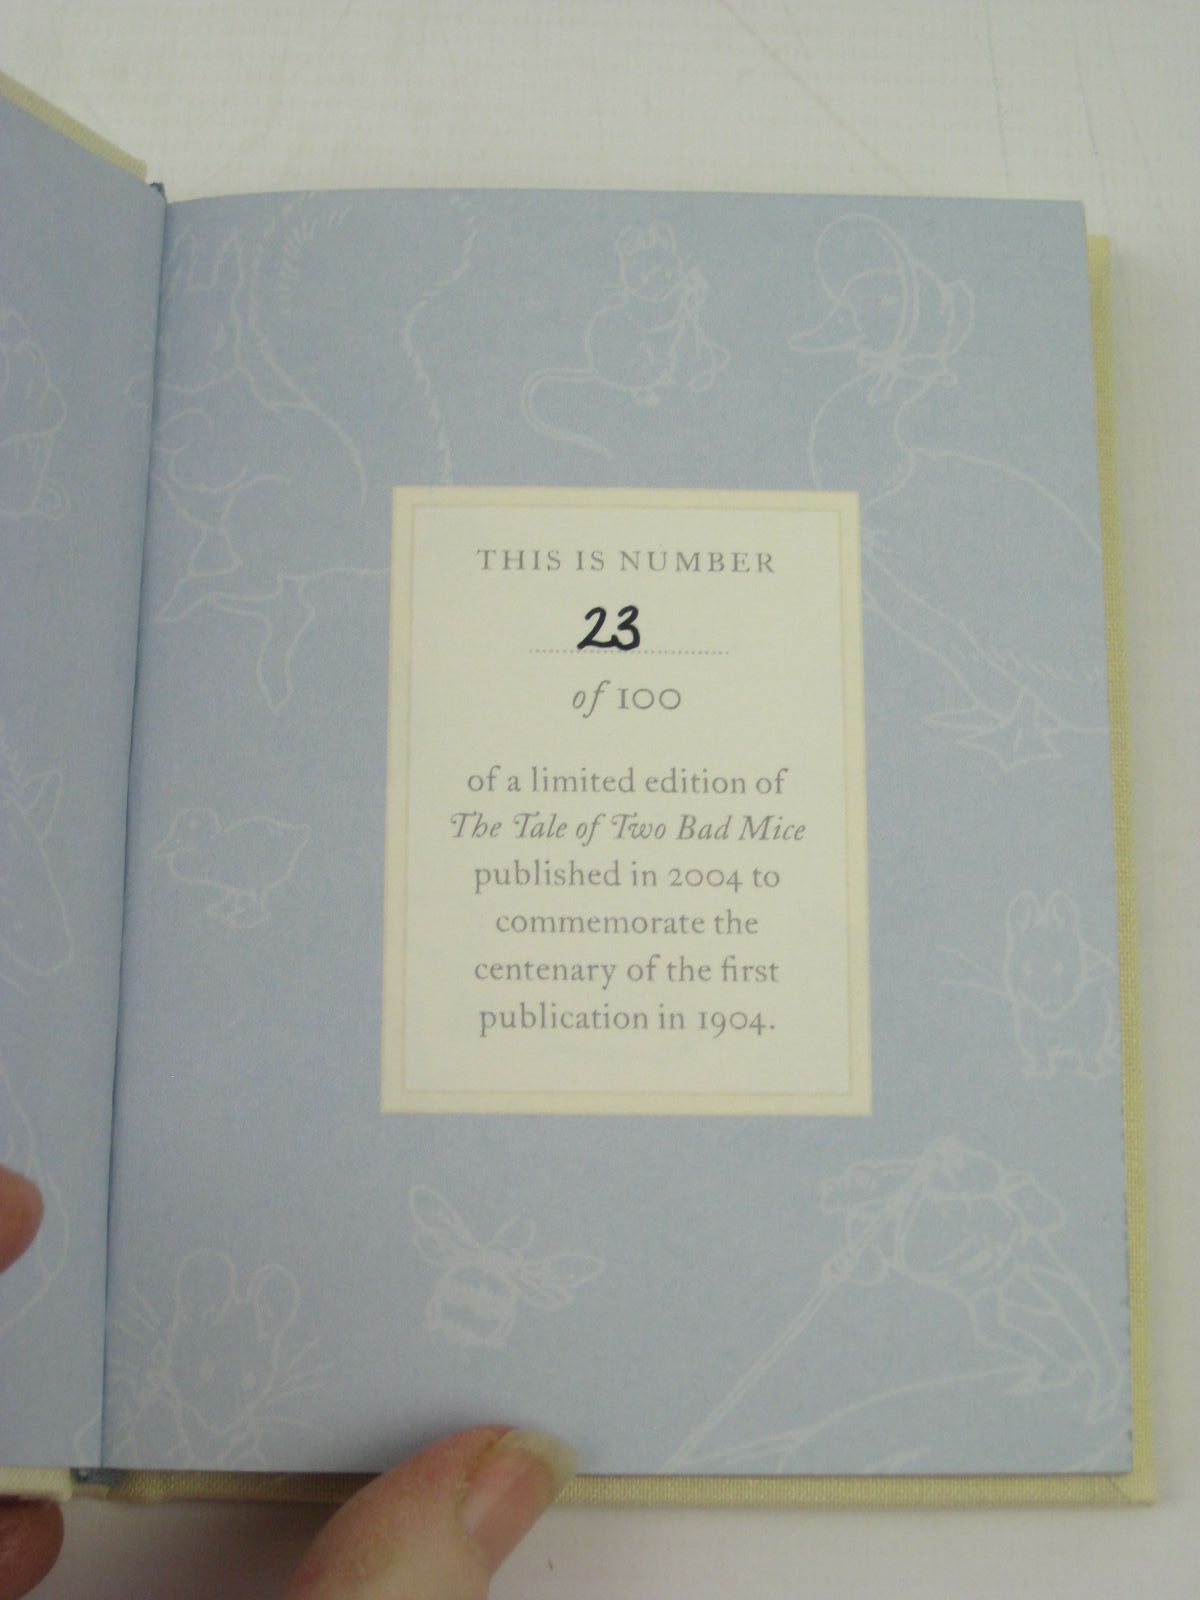 THIS IS NUMBER
23
of 100
of a limited edition of
The Tale of Two Bad Mice
published in 2004 to
commemorate the
centenary of the first
publication in 1904.